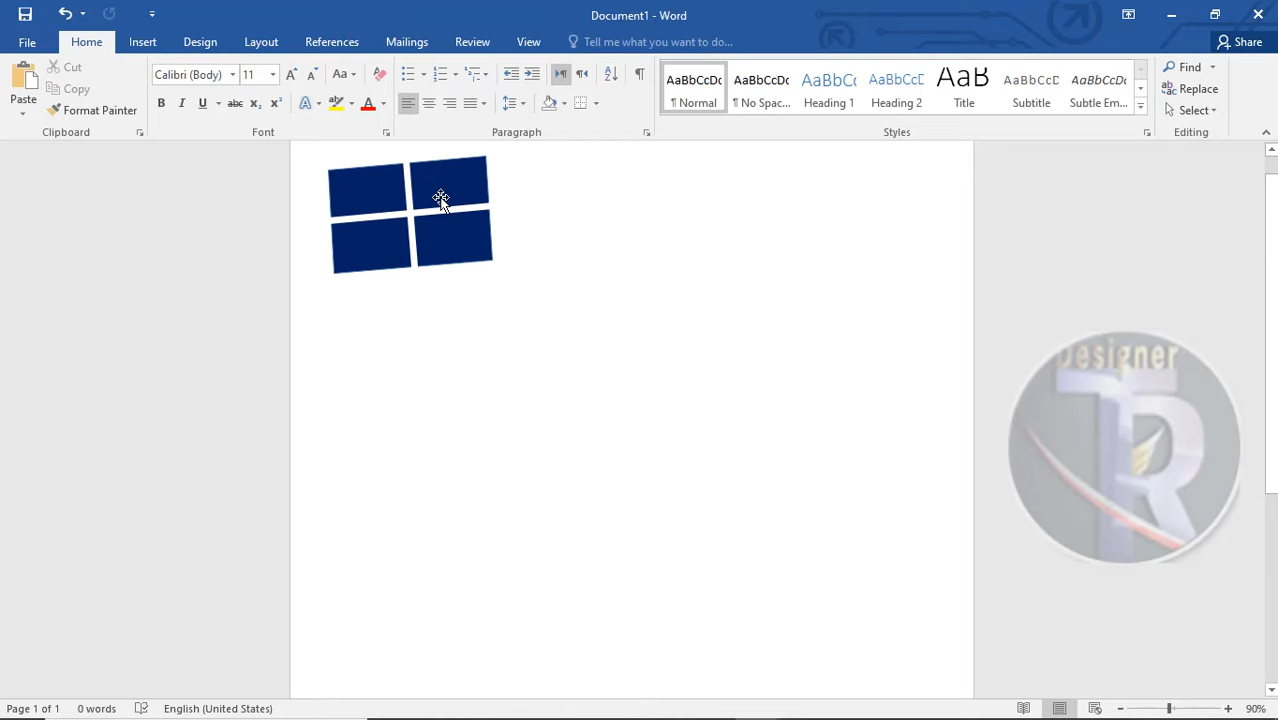 Document1 - Word
File
Home
Insert
Design
Layout
References
Mailings
Review
View
Tell me what you want to do...
Share
Paste
Cut
Copy
Format Painter
Clipboard
Calibri (Body)
11
Font
Paragraph
AaBbCcDc
¶ Normal
AaBbCcDc
¶ No Spac...
AaBbCc
Heading 1
AaBbCcD
Heading 2
AaB
Title
AaBbCcD
Subtitle
AaBbCcDc
Subtle Em...
Styles
Find
Replace
Select
Editing
Designer
TR
Page 1 of 1
0 words
English (United States)
90%